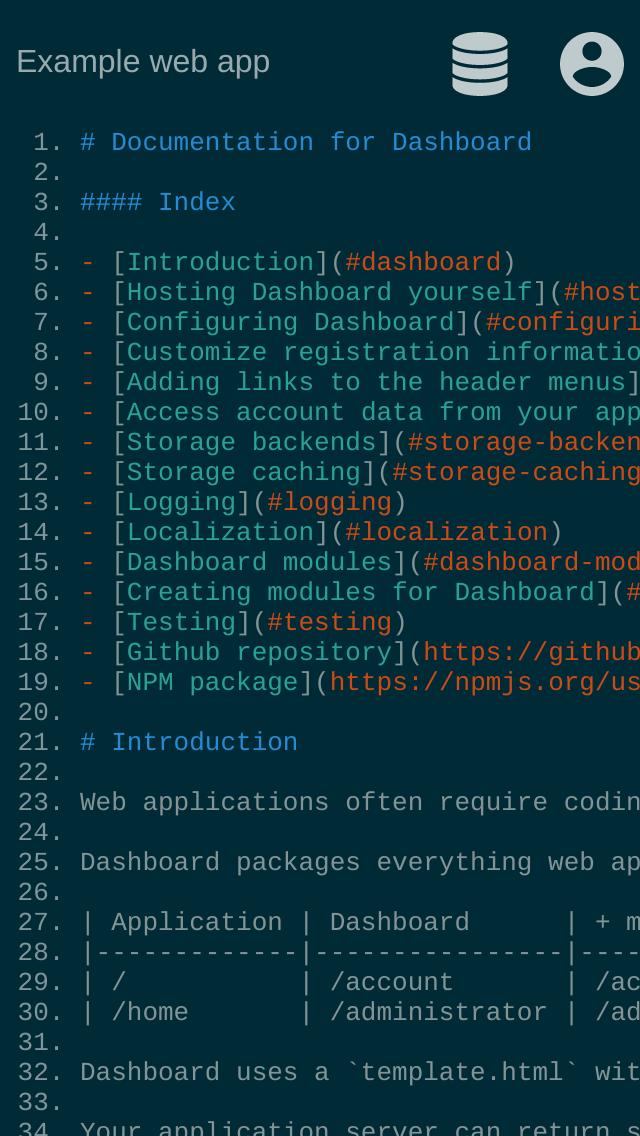 Example web app
1. # Documentation for Dashboard
2.
3. #### Index
4.
5. - [Introduction](#dashboard)
6. - [Hosting Dashboard yourself](#host
7. - [Configuring Dashboard](#configuri
8. - [Customize registration informatio
9. - [Adding links to the header menus]
10. - [Access account data from your app
11. - [Storage backends](#storage-backen
12. - [Storage caching](#storage-caching
13. - [Logging](#logging)
14. - [Localization](#localization)
15. - [Dashboard modules](#dashboard-mod
16. - [Creating modules for Dashboard](#
17. - [Testing](#testing)
18. - [Github repository](https://github
19. - [NPM package](https://npmjs.org/us
20.
21. # Introduction
22.
23. Web applications often require codin
24.
25. Dashboard packages everything web ap
26.
27. | Application | Dashboard      | + m
28. |-------------|----------------|----
29. | /           | /account       | /ac
30. | /home       | /administrator | /ad
31.
32. Dashboard uses a `template.html` wit
33.
34. Your application server can return s